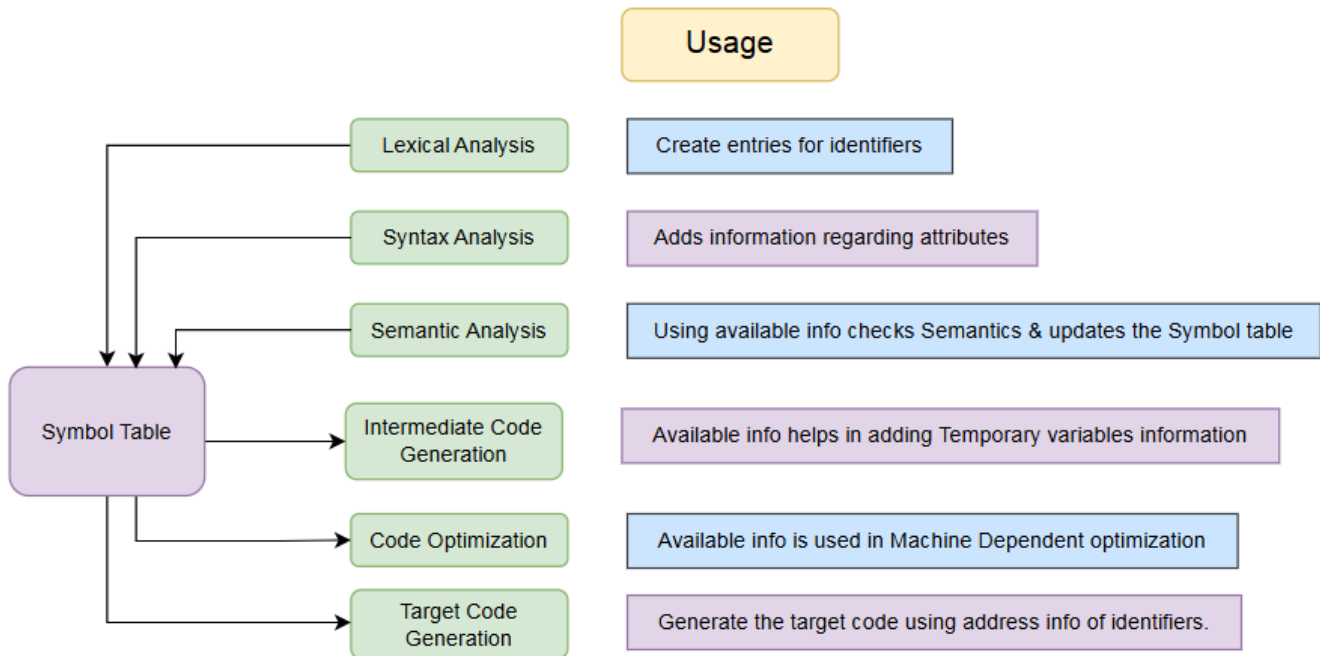 Usage
Lexical Analysis
Create entries for identifiers
Syntax Analysis
Adds information regarding attributes
Semantic Analysis
Using available info checks Semantics & updates the Symbol table
Symbol Table
Intermediate Code
Generation
Available info helps in adding Temporary variables information
Code Optimization
Available info is used in Machine Dependent optimization
Target Code
Generation
Generate the target code using address info of identifiers.